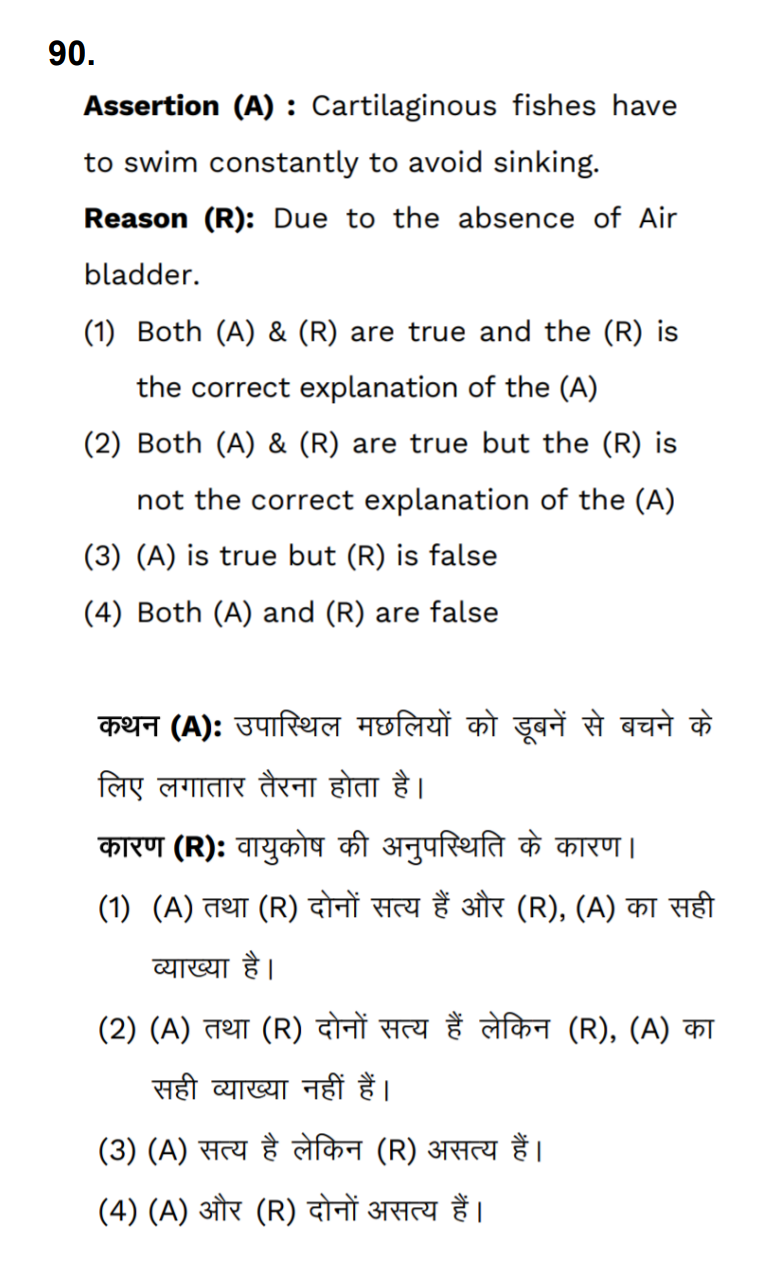 90.
Assertion (A) : Cartilaginous fishes have
to swim constantly to avoid sinking.
Reason (R): Due to the absence of Air
bladder.
(1) Both (A) & (R) are true and the (R) is
the correct explanation of the (A)
(2) Both (A) & (R) are true but the (R) is
not the correct explanation of the (A)
(3) (A) is true but (R) is false
(4) Both (A) and (R) are false
कथन (A): उपास्थिल मछलियों को डूबनें से बचने के
लिए लगातार तैरना होता है।
कारण (R): वायुकोष की अनुपस्थिति के कारण।
(1) (A) तथा (R) दोनों सत्य हैं और (R), (A) का सही
व्याख्या है।
(2) (A) तथा (R) दोनों सत्य हैं लेकिन (R), (A) का
सही व्याख्या नहीं हैं।
(3) (A) सत्य है लेकिन (R) असत्य हैं।
(4) (A) और (R) दोनों असत्य हैं।